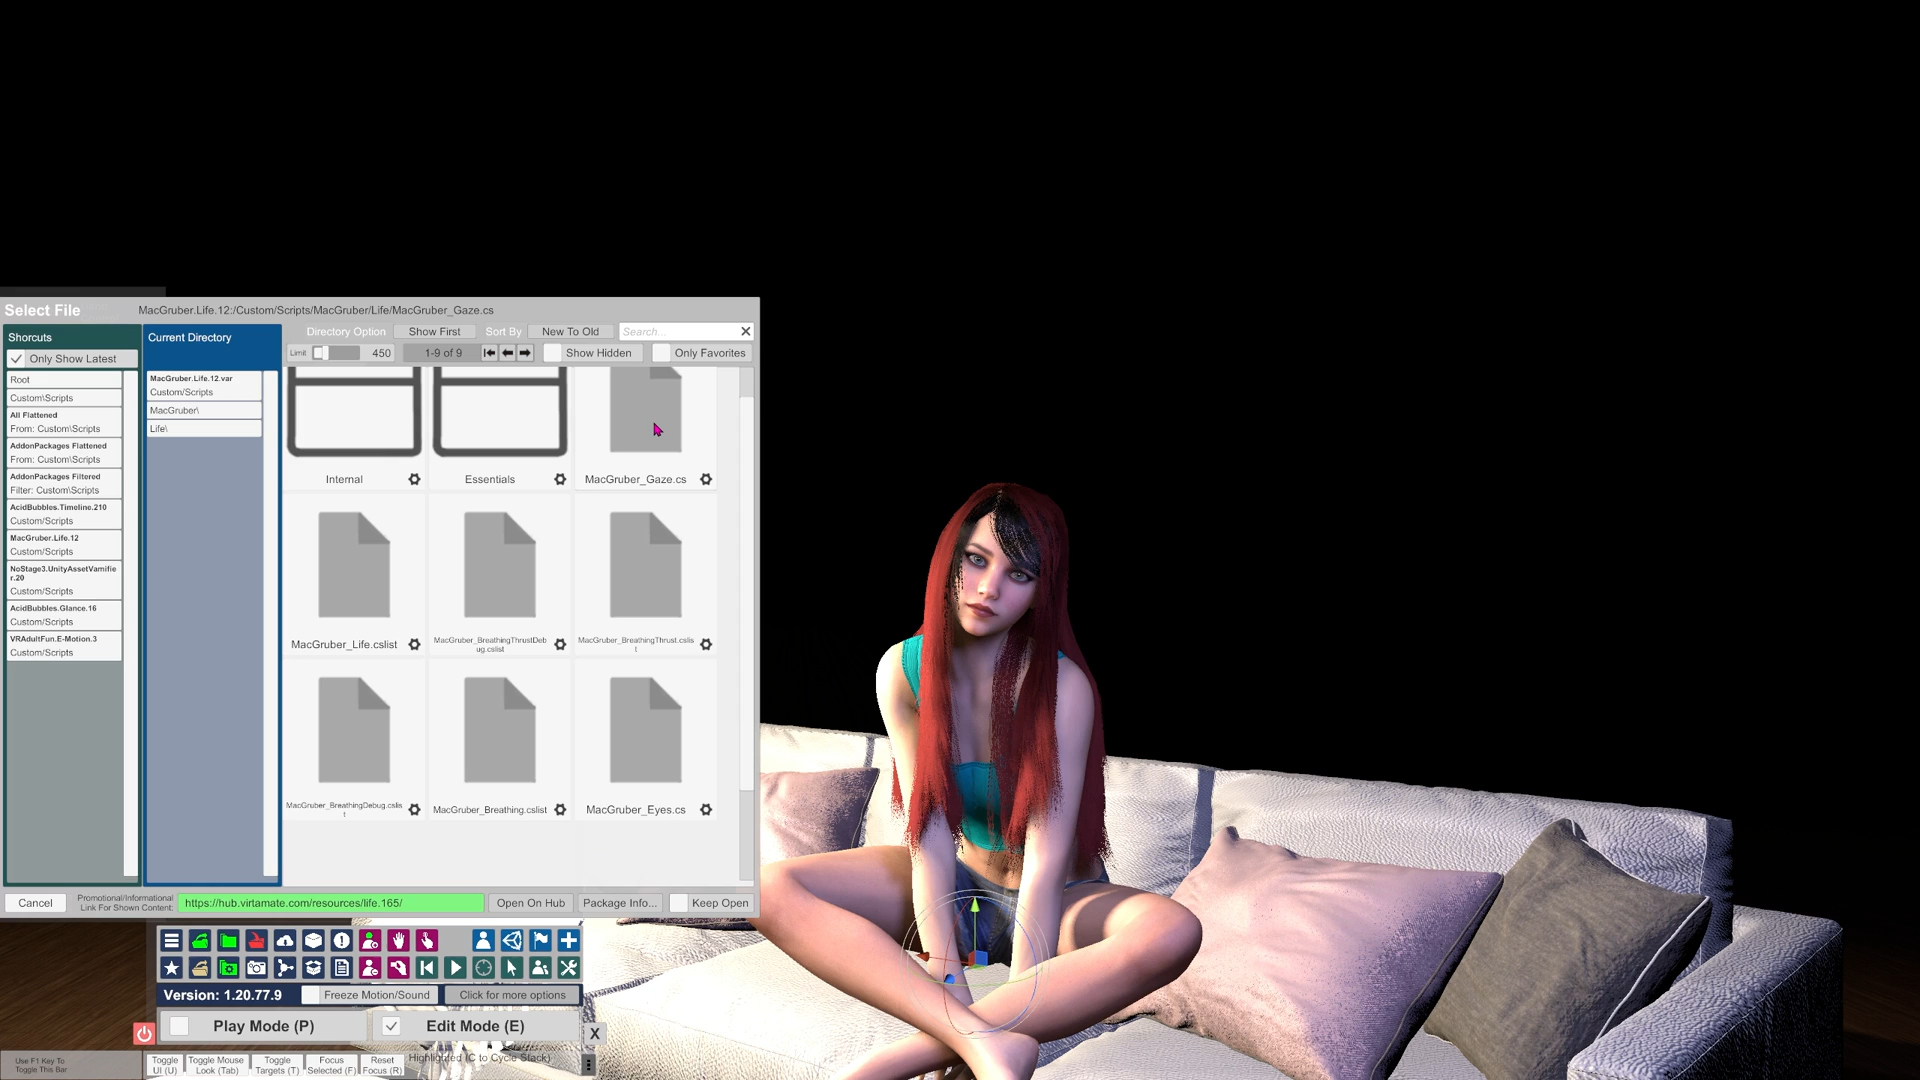 Select File
MacGruber.Life.12:/Custom/Scripts/MacGruber/Life/MacGruber_Gaze.cs
Shorcuts
Only Show Latest
Root
Custom\Scripts
All Flattened
From: Custom\Scripts
AddonPackages Flattened
From: Custom\Scripts
AddonPackages Filtered
Filter: Custom\Scripts
AcidBubbles.Timeline.210
Custom/Scripts
MacGruber.Life.12
Custom/Scripts
NoStage3.UnityAssetVamifie
r.20
Custom/Scripts
AcidBubbles.Glance.16
Custom/Scripts
VRAdultFun.E-Motion.3
Custom/Scripts
Current Directory
MacGruber.Life.12.var
Custom/Scripts
MacGruber\
Life\
Directory Option
Show First
Sort By
New To Old
Search...
Limit
450
1-9 of 9
Show Hidden
Only Favorites
Internal
Essentials
MacGruber_Gaze.cs
MacGruber_Life.cslist
MacGruber_BreathingThrustDeb
ug.cslist
MacGruber_BreathingThrust.cslis
t
MacGruber_BreathingDebug.cslis
t
MacGruber_Breathing.cslist
MacGruber_Eyes.cs
Cancel
Promotional/Informational
Link For Shown Content:
https://hub.virtamate.com/resources/life.165/
Open On Hub
Package Info...
Keep Open
Version: 1.20.77.9
Freeze Motion/Sound
Click for more options
Play Mode (P)
Edit Mode (E)
X
Use F1 Key To
Toggle This Bar
Toggle
UI (U)
Toggle Mouse
Look (Tab)
Toggle
Targets (T)
Focus
Selected (F)
Reset
Focus (R)
Highlighted (C to Cycle Stack)